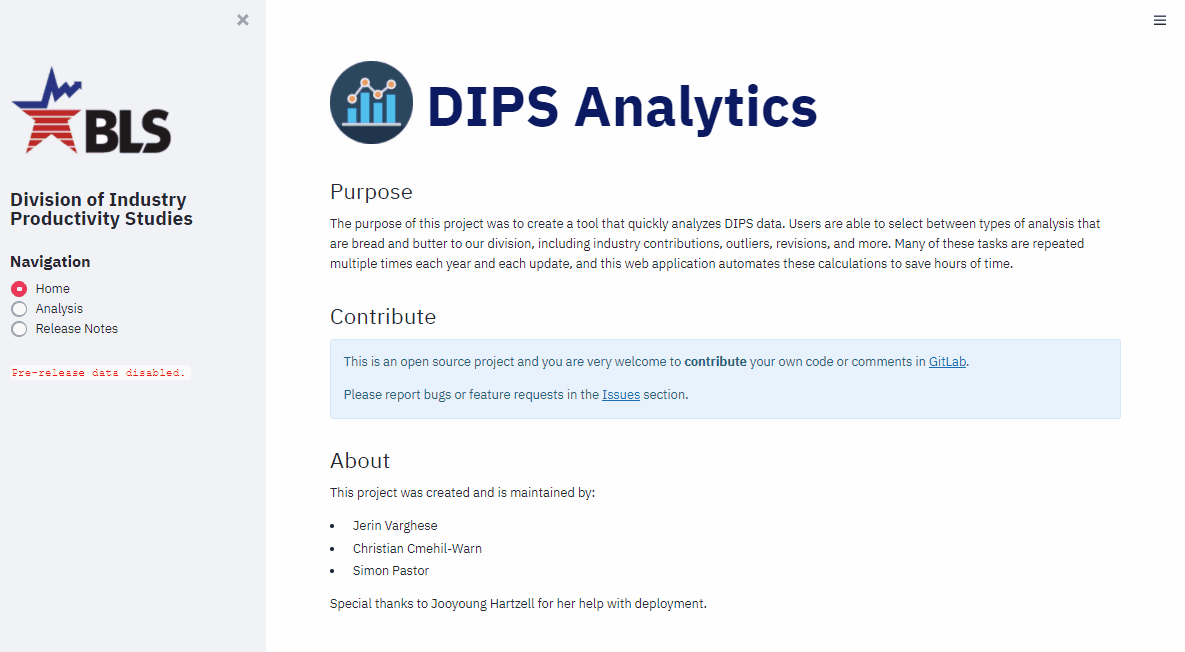 ×
BLS
Division of Industry
Productivity Studies
Navigation
Home
Analysis
Release Notes
Pre-release data disabled.
DIPS Analytics
Purpose
The purpose of this project was to create a tool that quickly analyzes DIPS data. Users are able to select between types of analysis that
are bread and butter to our division, including industry contributions, outliers, revisions, and more. Many of these tasks are repeated
multiple times each year and each update, and this web application automates these calculations to save hours of time.
Contribute
This is an open source project and you are very welcome to contribute your own code or comments in GitLab.
Please report bugs or feature requests in the Issues section.
About
This project was created and is maintained by:
• Jerin Varghese
• Christian Cmehil-Warn
• Simon Pastor
Special thanks to Jooyoung Hartzell for her help with deployment.